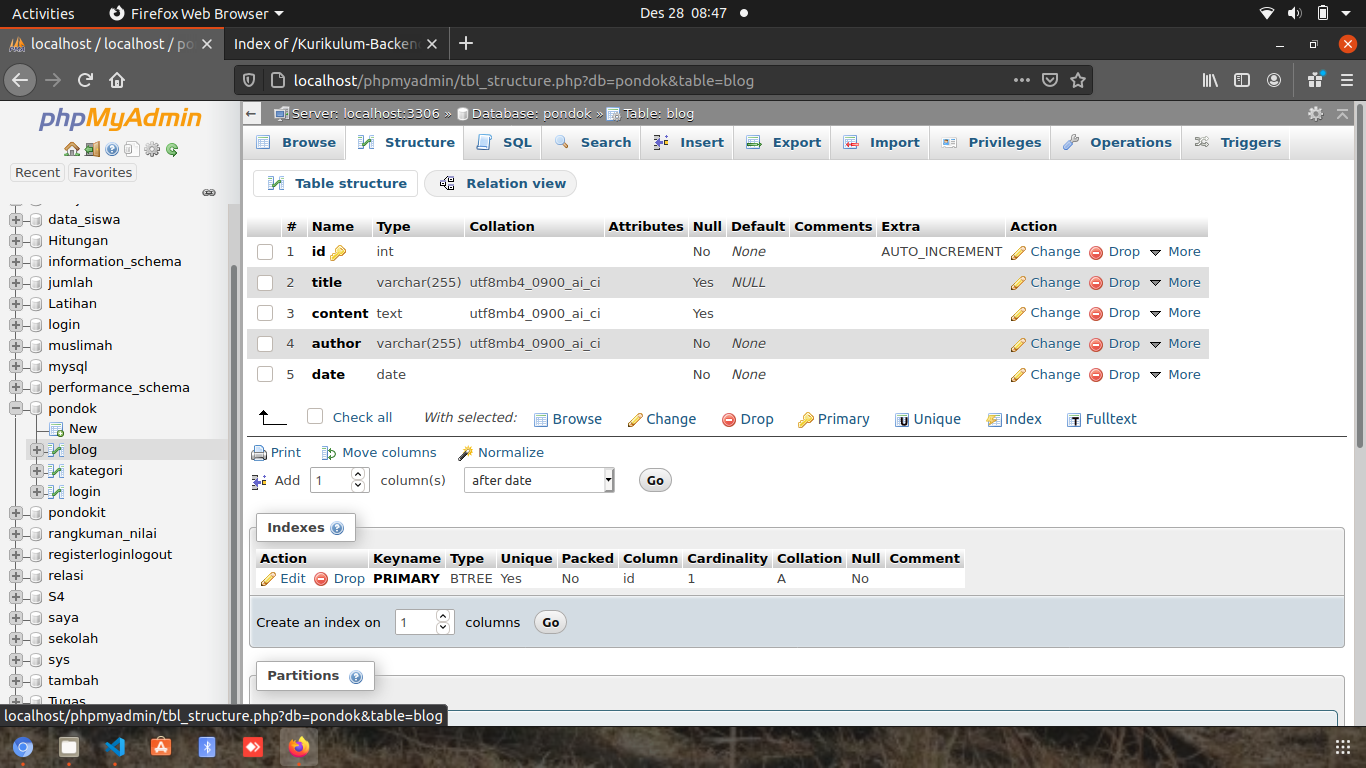 Activities Firefox Web Browser Des 28 08:47
localhost / localhost / po Index of /Kurikulum-Backen
localhost/phpmyadmin/tbl_structure.php?db=pondok&table=blog
phpMyAdmin
Recent Favorites
data_siswa
Hitungan
information_schema
jumlah
Latihan
login
muslimah
mysql
performance_schema
pondok
New
blog
kategori
login
pondokit
rangkuman_nilai
registerloginlogout
relasi
S4
saya
sekolah
sys
tambah
Tugas
localhost/phpmyadmin/tbl_structure.php?db=pondok&table=blog
Server: localhost:3306 » Database: pondok » Table: blog
Browse Structure SQL Search Insert Export Import Privileges Operations Triggers
Table structure Relation view
# Name Type Collation Attributes Null Default Comments Extra Action
1 id int No None AUTO_INCREMENT Change Drop More
2 title varchar(255) utf8mb4_0900_ai_ci Yes NULL Change Drop More
3 content text utf8mb4_0900_ai_ci Yes Change Drop More
4 author varchar(255) utf8mb4_0900_ai_ci No None Change Drop More
5 date date No None Change Drop More
Check all With selected: Browse Change Drop Primary Unique Index Fulltext
Print Move columns Normalize
Add 1 column(s) after date Go
Indexes
Action Keyname Type Unique Packed Column Cardinality Collation Null Comment
Edit Drop PRIMARY BTREE Yes No id 1 A No
Create an index on 1 columns Go
Partitions